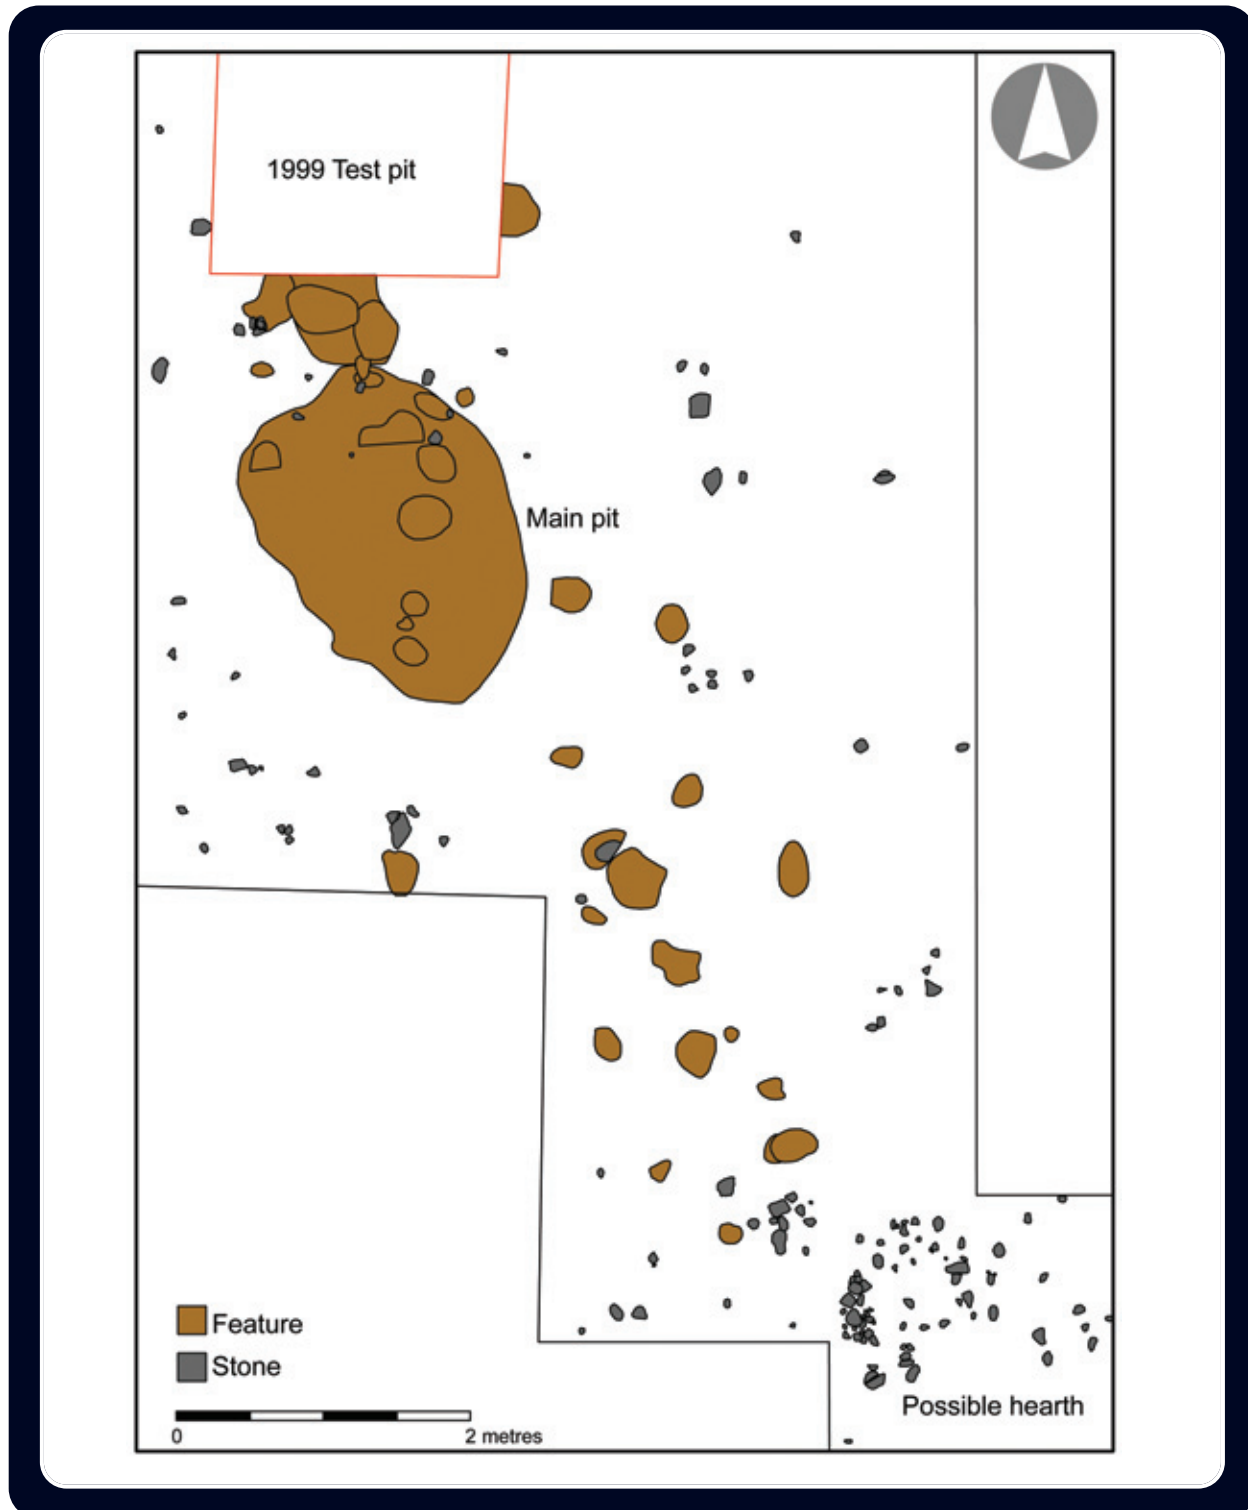 1999 Test pit
Main pit
Feature
Stone
0 2 metres
Possible hearth